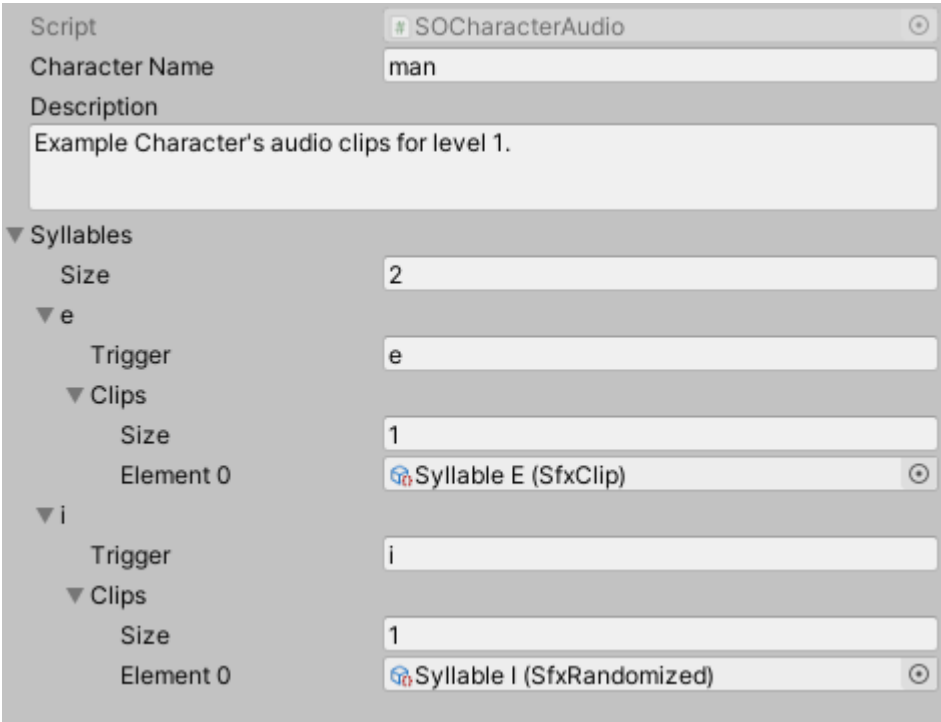 Script # SOCharacterAudio
Character Name man
Description
Example Character's audio clips for level 1.
Syllables
Size 2
e
Trigger e
Clips
Size 1
Element 0 Syllable E (SfxClip)
i
Trigger i
Clips
Size 1
Element 0 Syllable I (SfxRandomized)